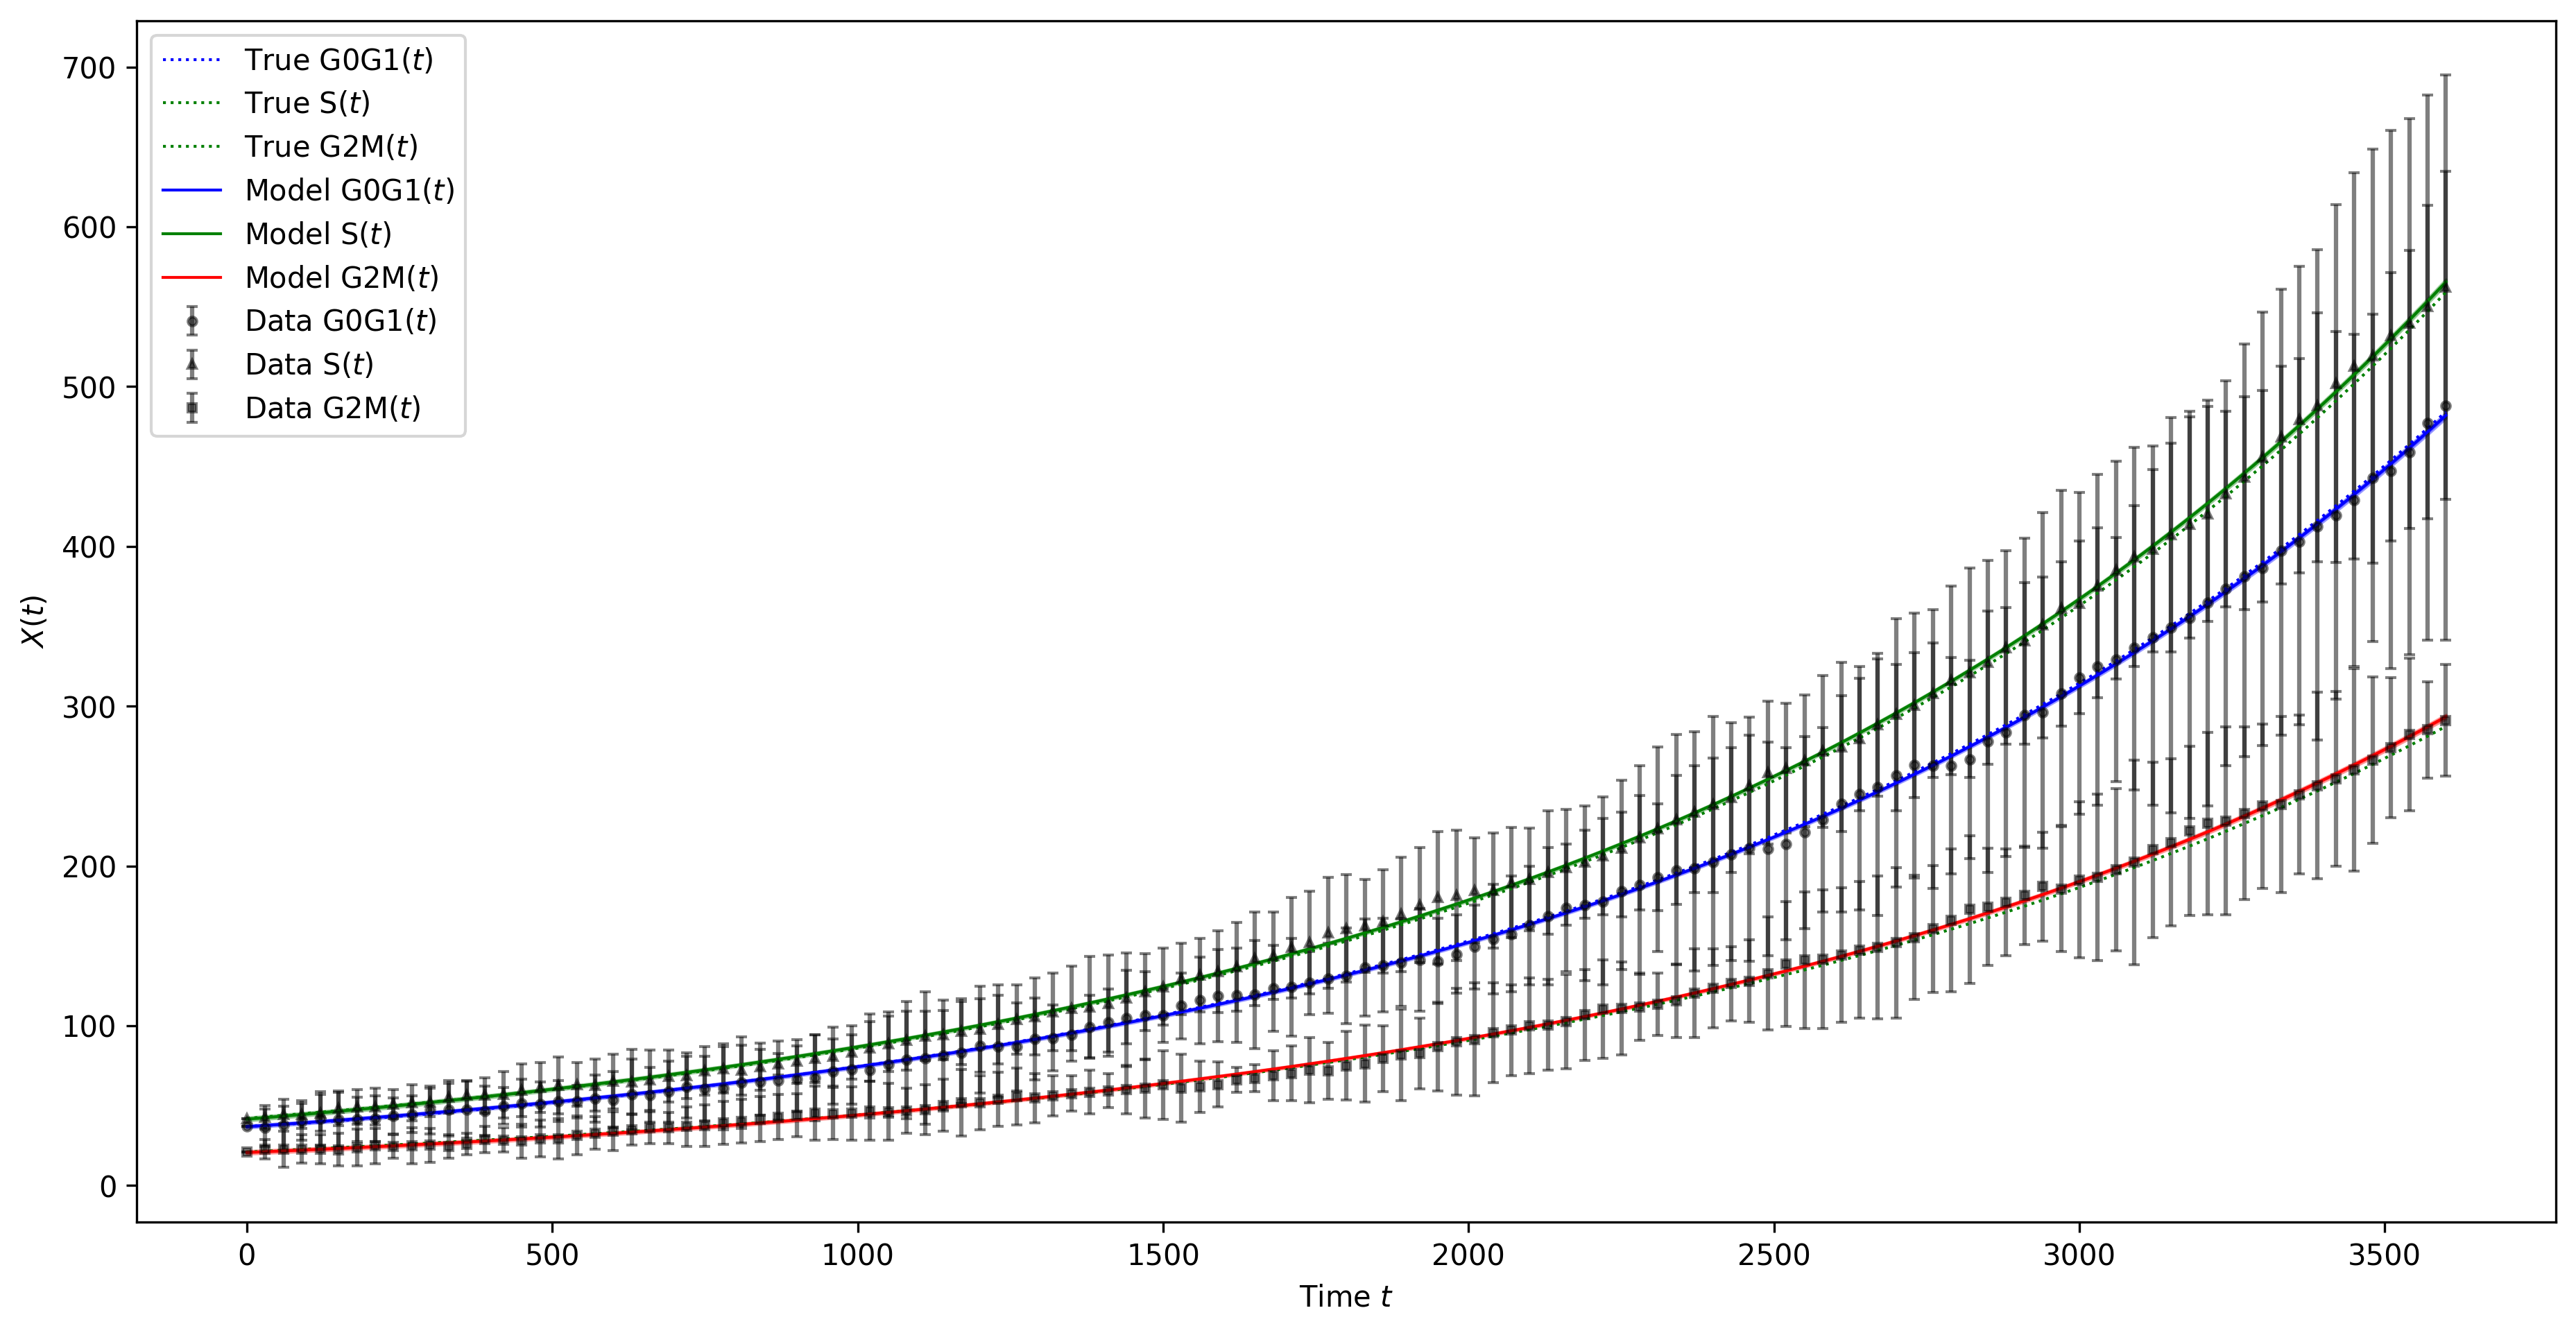 True G0G1(t)
True S(t)
True G2M(t)
Model G0G1(t)
Model S(t)
Model G2M(t)
Data G0G1(t)
Data S(t)
Data G2M(t)
700
600
500
400
300
200
100
0
X(t)
0 500 1000 1500 2000 2500 3000 3500
Time t